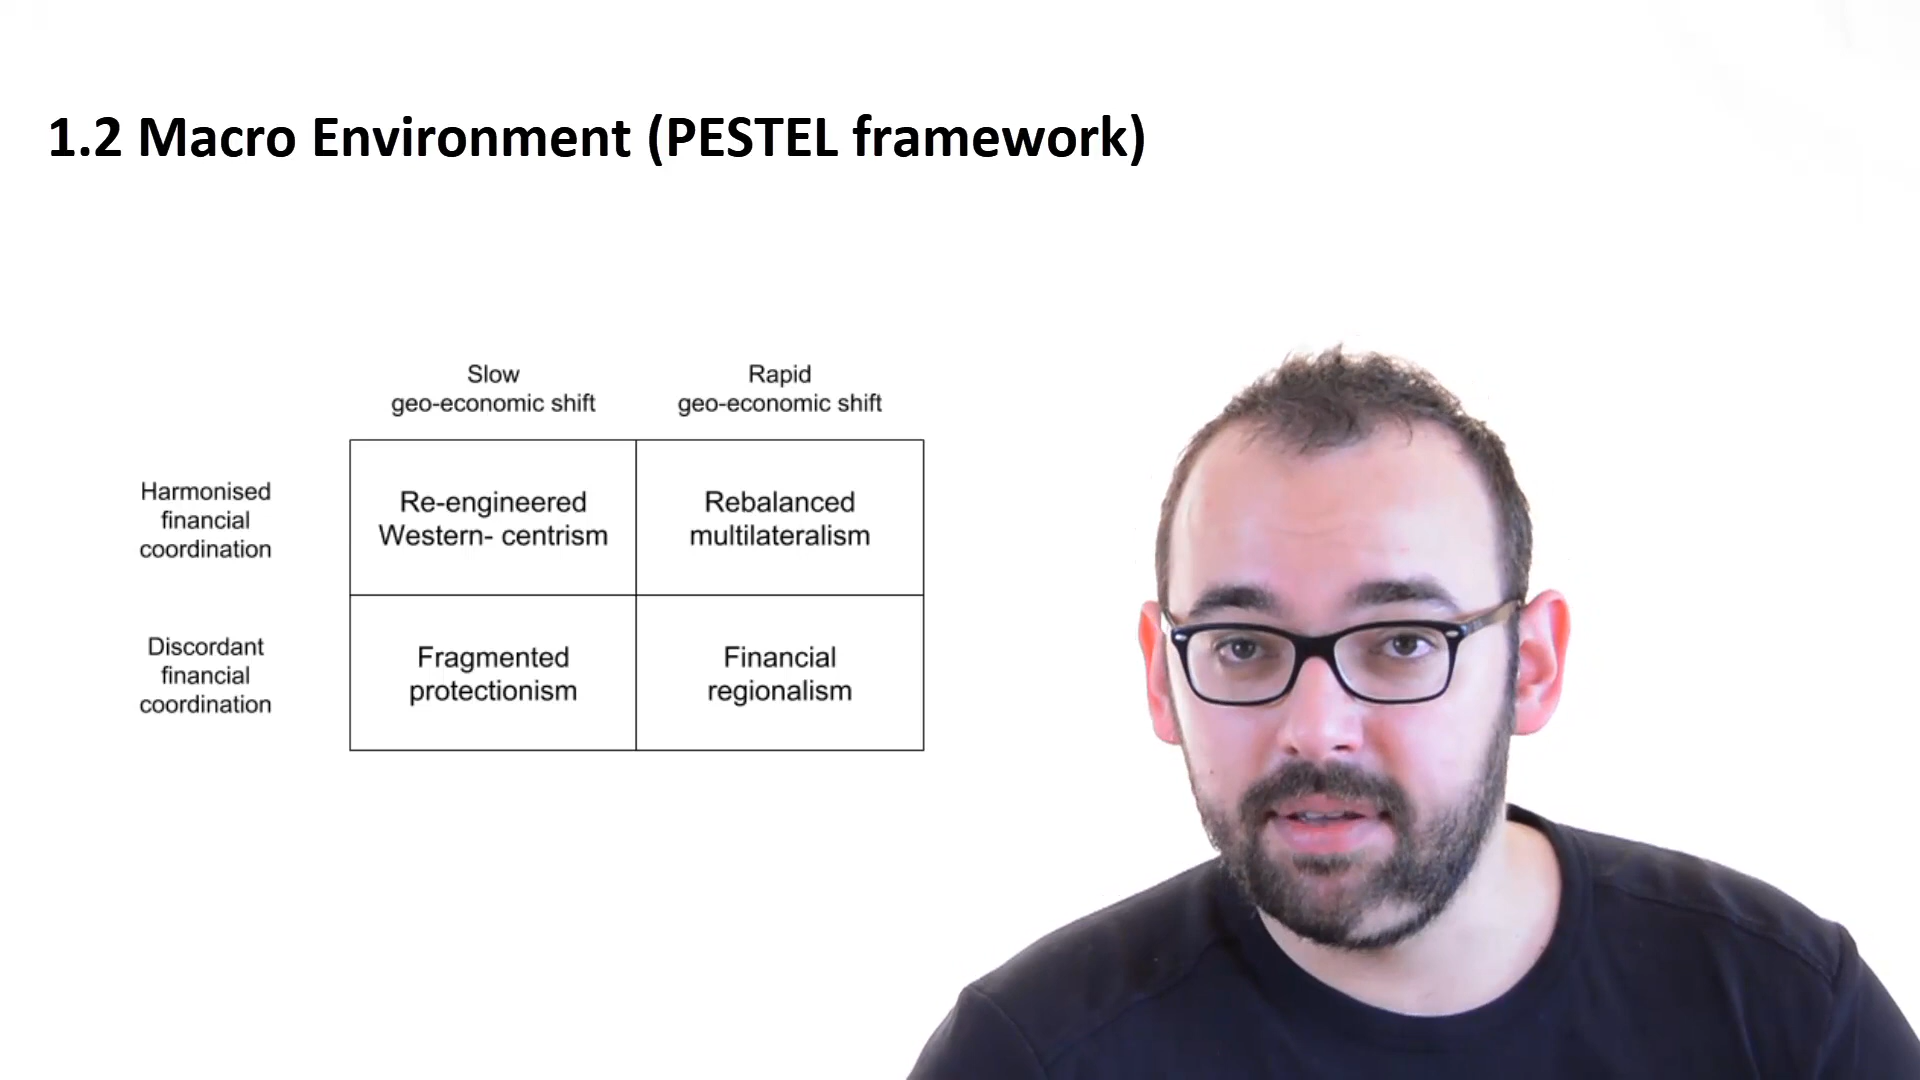 1.2 Macro Environment (PESTEL framework)
Slow
geo-economic shift
Rapid
geo-economic shift
Harmonised
financial
coordination
Re-engineered
Western- centrism
Rebalanced
multilateralism
Discordant
financial
coordination
Fragmented
protectionism
Financial
regionalism